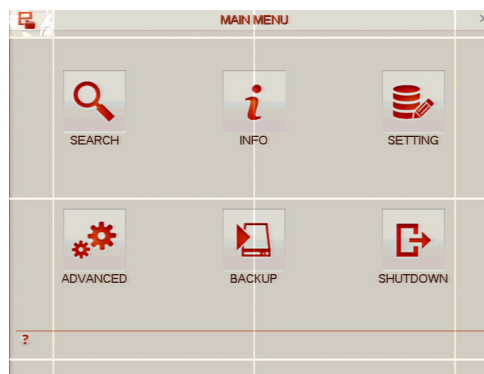 MAIN MENU
SEARCH
INFO
SETTING
ADVANCED
BACKUP
SHUTDOWN
?